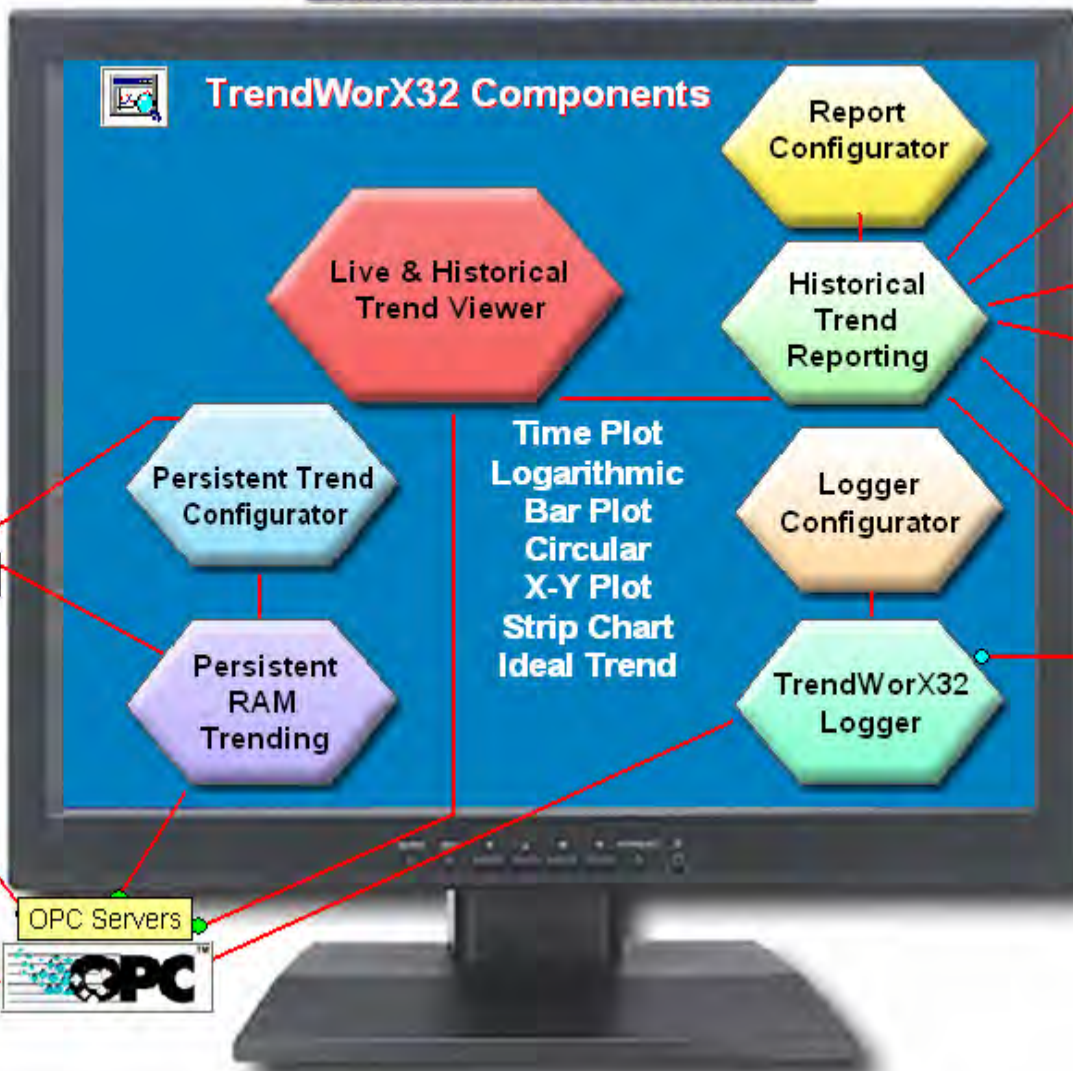 TrendWorX32 Components
Report
Configurator
Live & Historical
Trend Viewer
Historical
Trend
Reporting
Persistent Trend
Configurator
Time Plot
Logarithmic
Bar Plot
Circular
X-Y Plot
Strip Chart
Ideal Trend
Logger
Configurator
Persistent
RAM
Trending
TrendWorX32
Logger
OPC Servers
OPC™